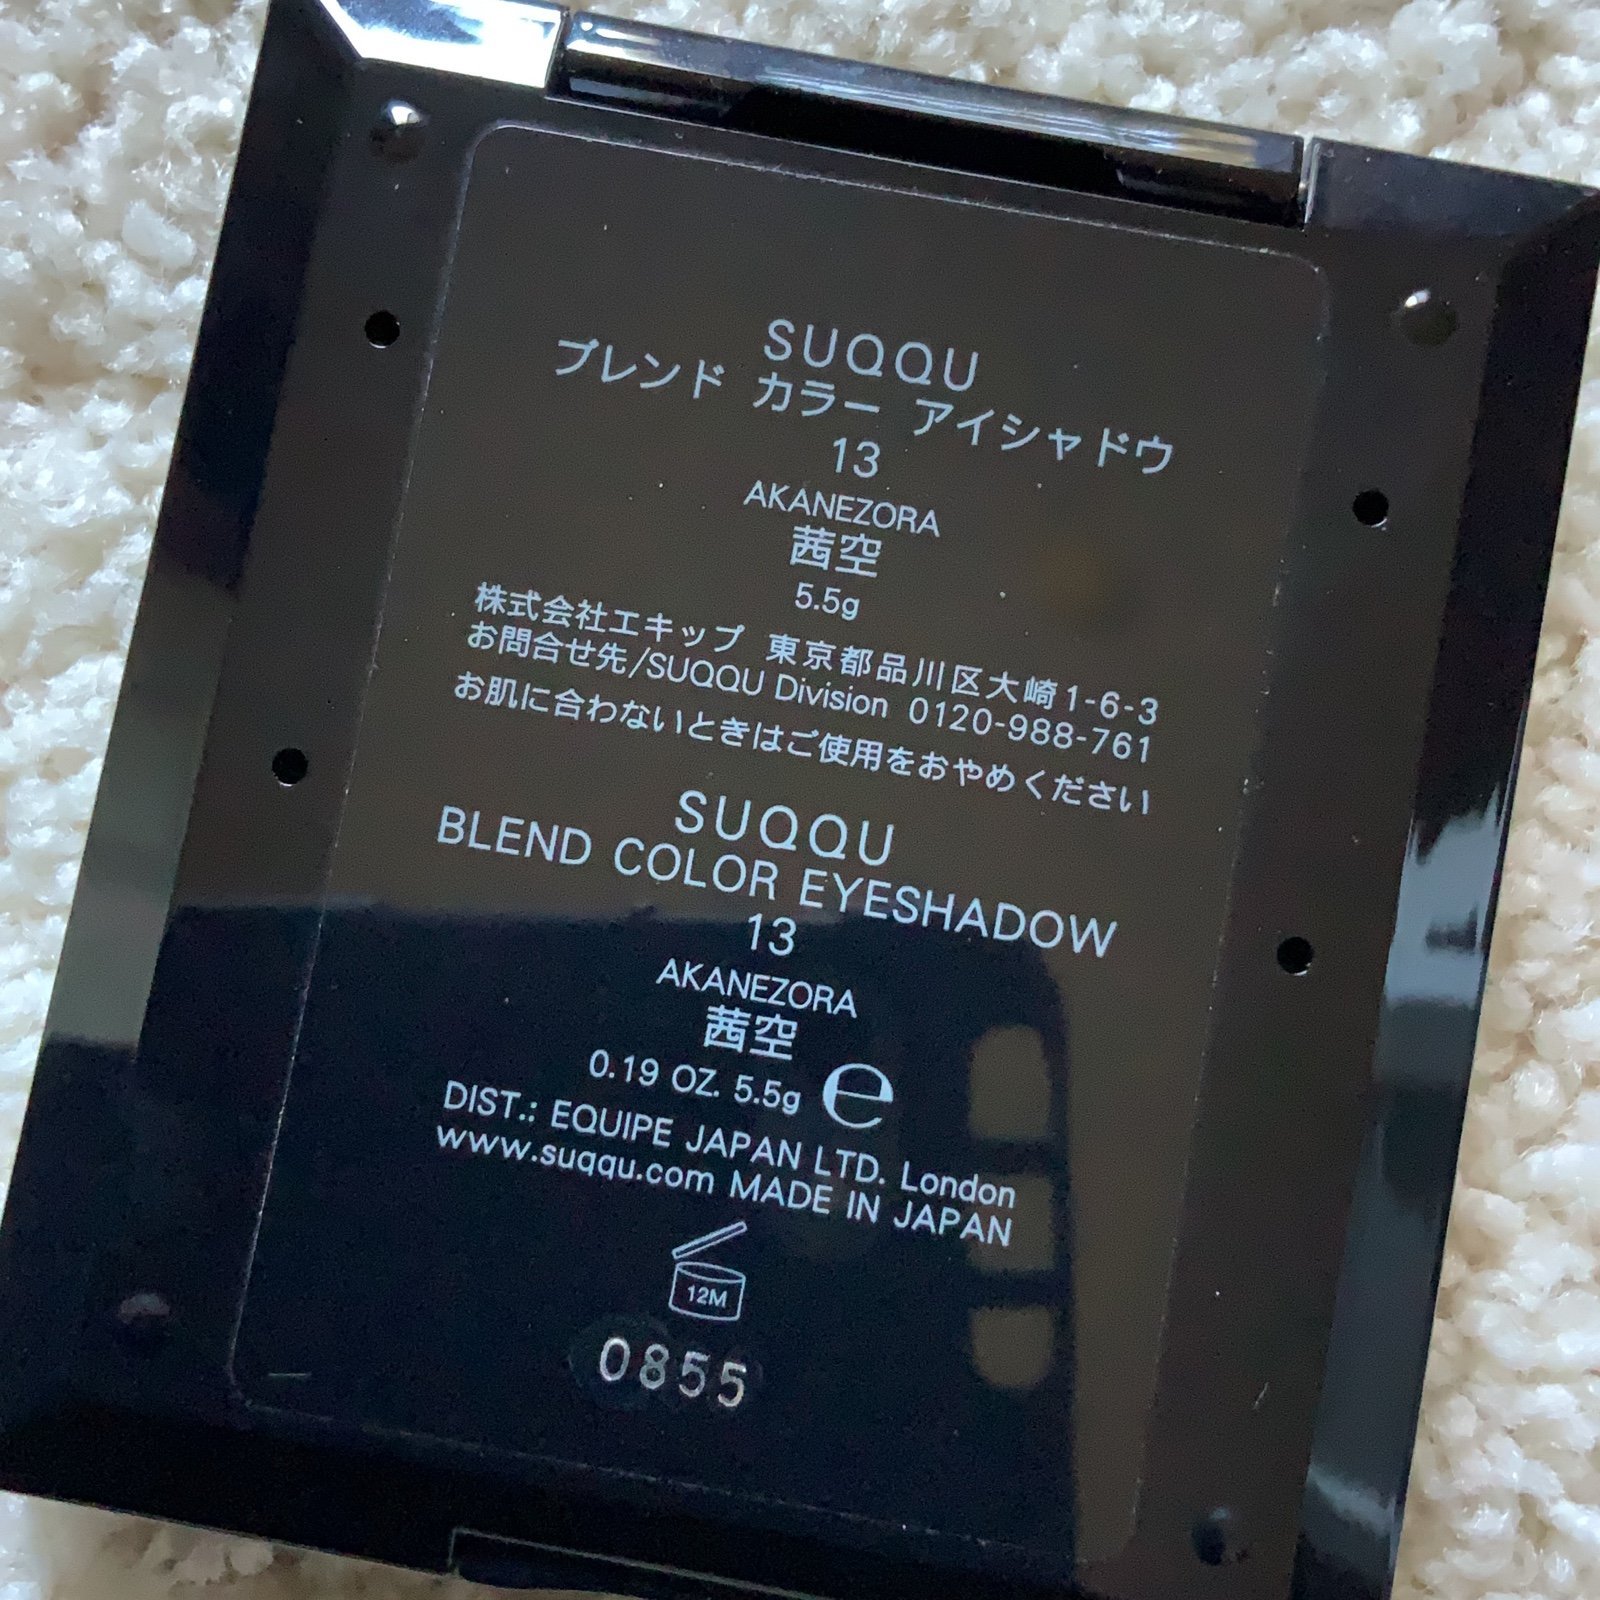 SUQQU
ブレンド カラー アイシャドウ
13
AKANEZORA
茜空
5.5g
株式会社エキップ 東京都品川区大崎1-6-3
お問合せ先/SUQQU Division 0120-988-761
お肌に合わないときはご使用をおやめください
SUQQU
BLEND COLOR EYESHADOW
13
AKANEZORA
茜空
0.19 OZ. 5.5g ℮
DIST.: EQUIPE JAPAN LTD. London
www.suqqu.com MADE IN JAPAN
12M
0855